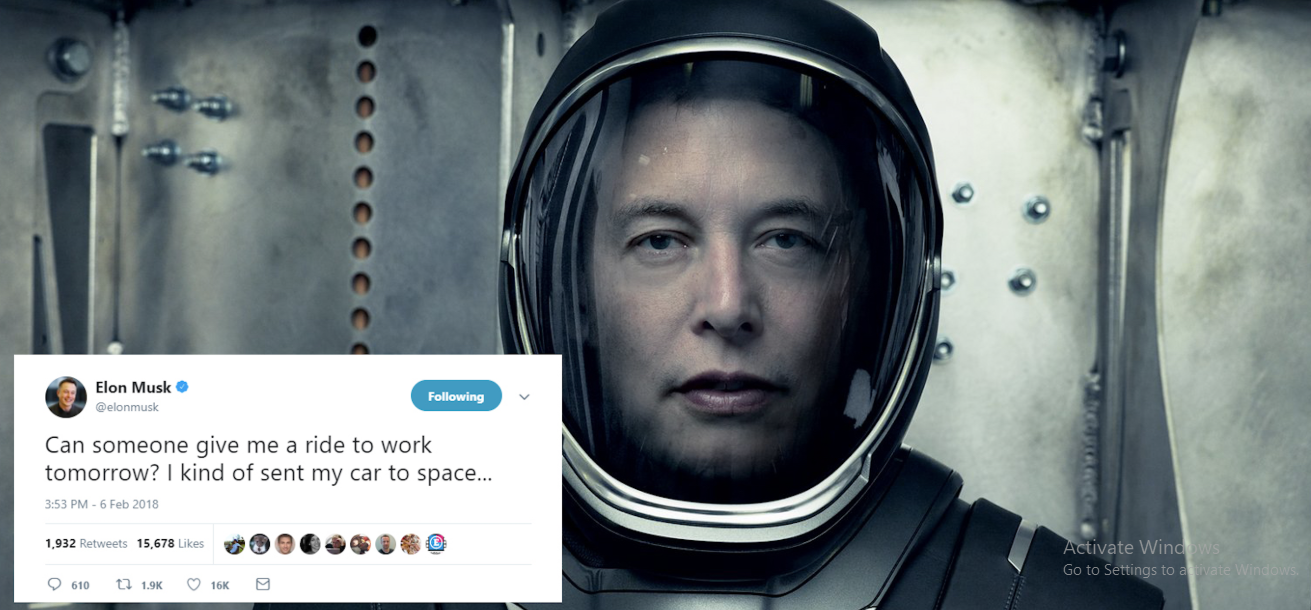 Elon Musk
@elonmusk
Following
Can someone give me a ride to work
tomorrow? I kind of sent my car to space...
3:53 PM - 6 Feb 2018
1,932 Retweets 15,678 Likes
610 1.9K 16K
Activate Windows
Go to Settings to activate Windows.